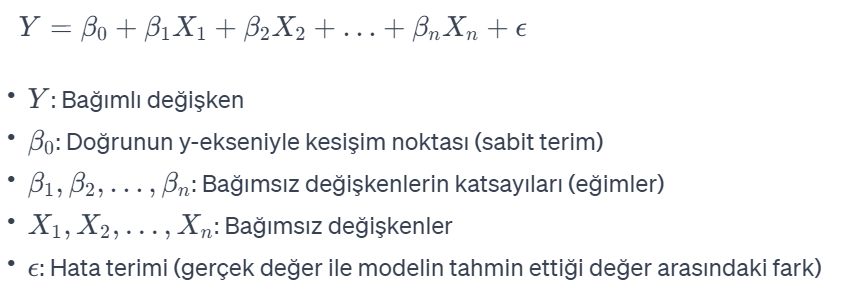 Y = β₀ + β₁X₁ + β₂X₂ + … + βₙXₙ + ϵ
• Y: Bağımlı değişken
• β₀: Doğrunun y-ekseniyle kesişim noktası (sabit terim)
• β₁, β₂, …, βₙ: Bağımsız değişkenlerin katsayıları (eğimler)
• X₁, X₂, …, Xₙ: Bağımsız değişkenler
• ϵ: Hata terimi (gerçek değer ile modelin tahmin ettiği değer arasındaki fark)